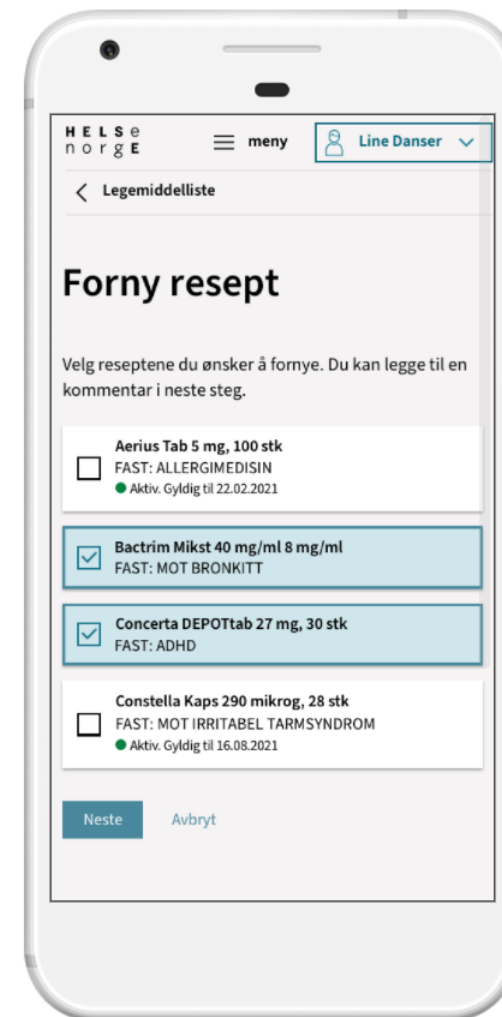 HELSe
norgE
meny
Line Danser
Legemiddelliste
Forny resept
Velg reseptene du ønsker å fornye. Du kan legge til en
kommentar i neste steg.
Aerius Tab 5 mg, 100 stk
FAST: ALLERGIMEDISIN
Aktiv. Gyldig til 22.02.2021
Bactrim Mikst 40 mg/ml 8 mg/ml
FAST: MOT BRONKITT
Concerta DEPOTtab 27 mg, 30 stk
FAST: ADHD
Constella Kaps 290 mikrog, 28 stk
FAST: MOT IRRITABEL TARMSYNDROM
Aktiv. Gyldig til 16.08.2021
Neste
Avbryt